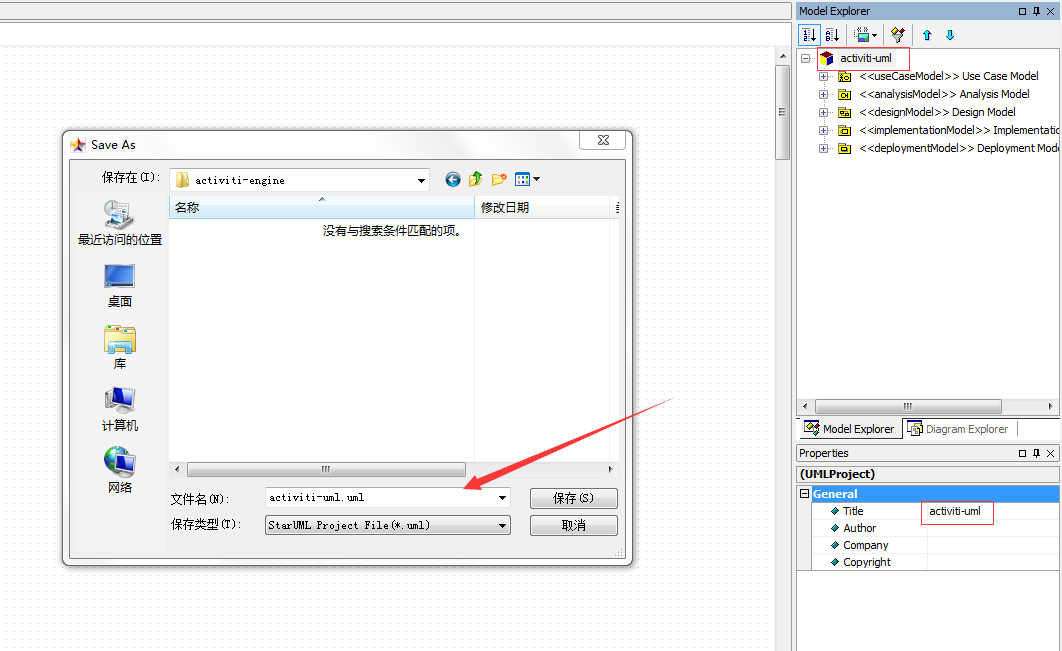 Model Explorer
activiti-uml
<<useCaseModel>> Use Case Model
<<analysisModel>> Analysis Model
<<designModel>> Design Model
<<implementationModel>> Implementatio
<<deploymentModel>> Deployment Mode
Save As
保存在(I):
activiti-engine
名称
修改日期
没有与搜索条件匹配的项。
最近访问的位置
桌面
库
计算机
网络
文件名(N):
activiti-uml.uml
保存(S)
保存类型(T):
StarUML Project File(*.uml)
取消
Model Explorer
Diagram Explorer
Properties
(UMLProject)
General
Title
activiti-uml
Author
Company
Copyright